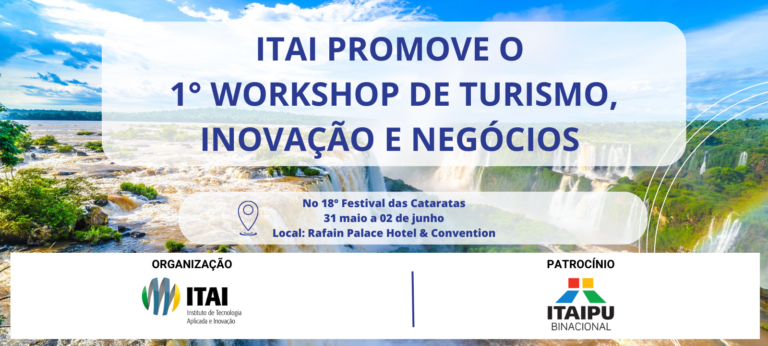 ITAI PROMOVE O
1° WORKSHOP DE TURISMO,
INOVAÇÃO E NEGÓCIOS
No 18° Festival das Cataratas
31 maio a 02 de junho
Local: Rafain Palace Hotel & Convention
ORGANIZAÇÃO
ITAI
Instituto de Tecnologia
Aplicada e Inovação
PATROCÍNIO
ITAIPU
BINACIONAL